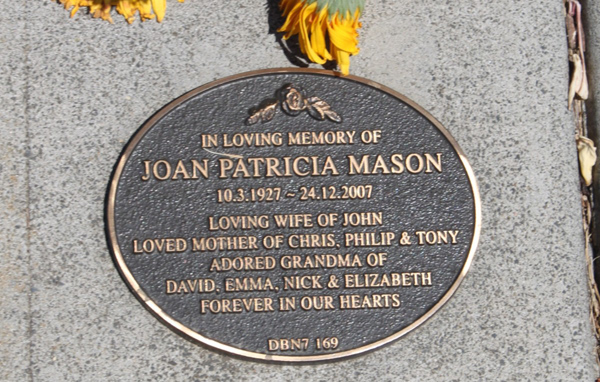 IN LOVING MEMORY OF
JOAN PATRICIA MASON
10.3.1927 ~ 24.12.2007
LOVING WIFE OF JOHN
LOVED MOTHER OF CHRIS, PHILIP & TONY
ADORED GRANDMA OF
DAVID, EMMA, NICK & ELIZABETH
FOREVER IN OUR HEARTS
DBN7 169